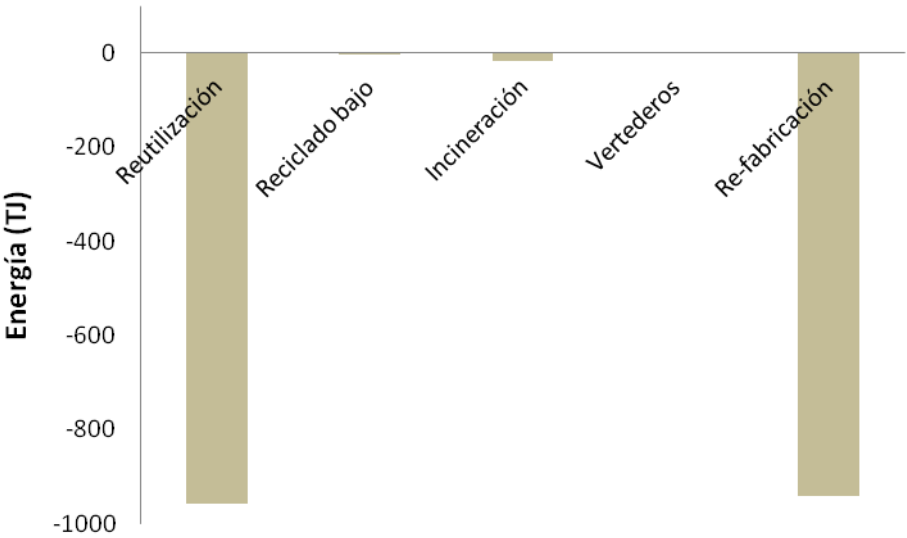 0
-200
-400
-600
-800
-1000
Energía (TJ)
Reutilización
Reciclado bajo
Incineración
Vertederos
Re-fabricación